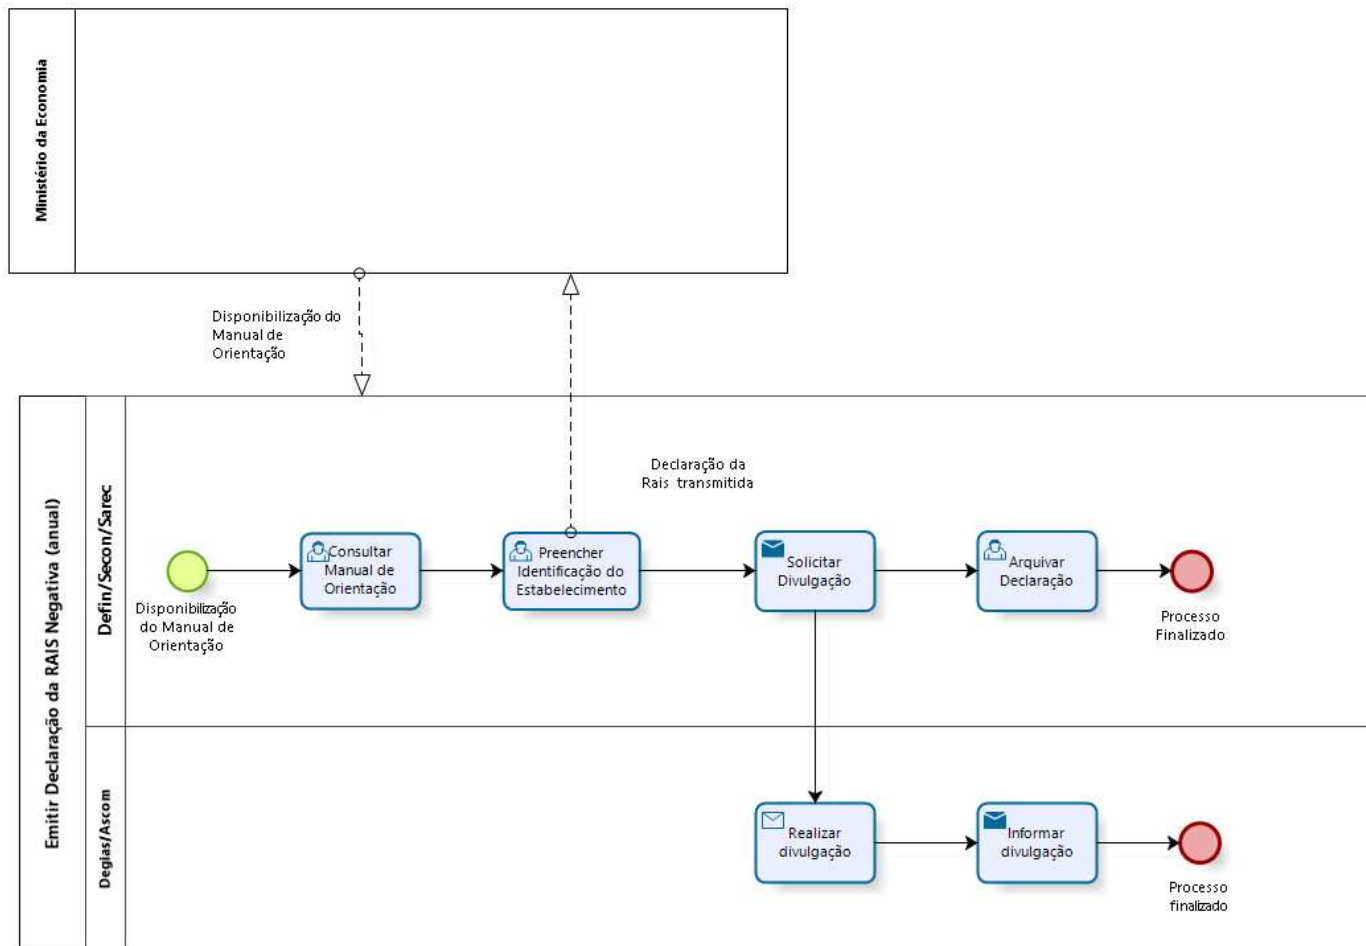 Ministério da Economia
Disponibilização do
Manual de
Orientação
Emitir Declaração da RAIS Negativa (anual)
Defin/Secon/Sarec
Declaração da
Rais transmitida
Disponibilização
do Manual de
Orientação
Consultar
Manual de
Orientação
Preencher
Identificação do
Estabelecimento
Solicitar
Divulgação
Arquivar
Declaração
Processo
Finalizado
Degias/Ascom
Realizar
divulgação
Informar
divulgação
Processo
finalizado